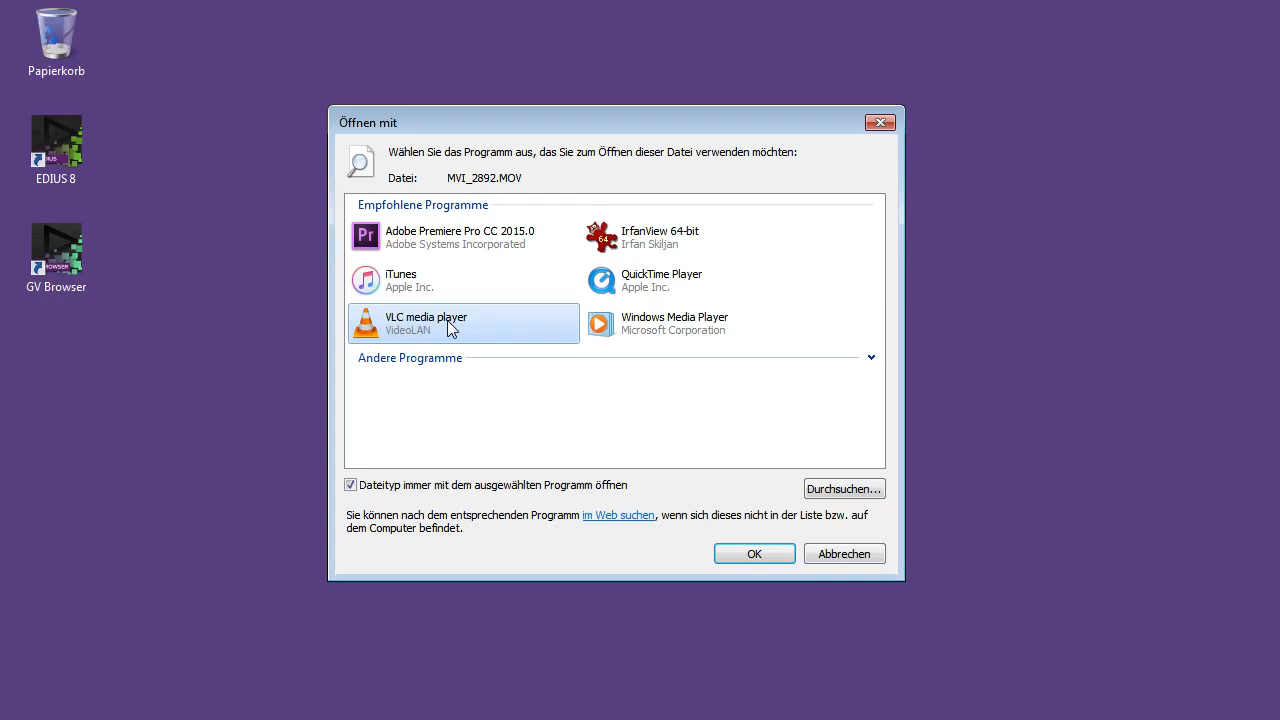 Papierkorb
EDIUS 8
GV Browser
Öffnen mit
Wählen Sie das Programm aus, das Sie zum Öffnen dieser Datei verwenden möchten:
Datei: MVI_2892.MOV
Empfohlene Programme
Adobe Premiere Pro CC 2015.0
Adobe Systems Incorporated
IrfanView 64-bit
Irfan Skiljan
iTunes
Apple Inc.
QuickTime Player
Apple Inc.
VLC media player
VideoLAN
Windows Media Player
Microsoft Corporation
Andere Programme
Dateityp immer mit dem ausgewählten Programm öffnen
Durchsuchen...
Sie können nach dem entsprechenden Programm im Web suchen, wenn sich dieses nicht in der Liste bzw. auf
dem Computer befindet.
OK
Abbrechen
Pr
64